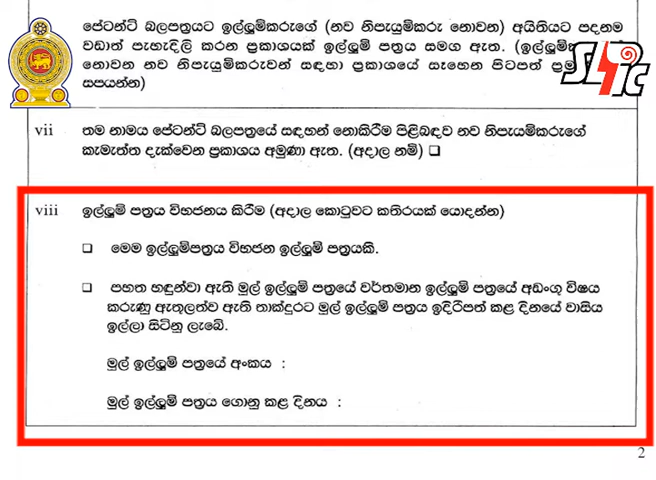 පේටන්ට් බලපත්‍රයට ඉල්ලුම්කරුගේ (නව නිපැයුම්කරු නොවන) අයිතියට පදනම
වඩාත් පැහැදිලි කරන ප්‍රකාශයක් ඉල්ලුම් පත්‍රය සමග ඇත. (ඉල්ලුම්ක
නොවන නව නිපැයුම්කරුවන් සඳහා ප්‍රකාශයේ සෑහෙන පිටපත් ප්‍රම
සපයන්න)
SLIIC
vii තම නාමය පේටන්ට් බලපත්‍රයේ සඳහන් නොකිරීම පිළිබඳව නව නිපැයම්කරුගේ
කැමැත්ත දැක්වෙන ප්‍රකාශය අමුණා ඇත. (අදාල නම්) ☐
viii ඉල්ලුම් පත්‍රය විභජනය කිරීම (අදාල කොටුවට කතිරයක් යොදන්න)
☐ මෙම ඉල්ලුම්පත්‍රය විභජන ඉල්ලුම් පත්‍රයකි.
☐ පහත හඳුන්වා ඇති මුල් ඉල්ලුම් පත්‍රයේ වර්තමාන ඉල්ලුම් පත්‍රයේ අඩංගු විෂය
කරුණු ඇතුලත්ව ඇති තාක්දුරට මුල් ඉල්ලුම් පත්‍රය ඉදිරිපත් කළ දිනයේ වාසිය
ඉල්ලා සිටිනු ලැබේ.
මුල් ඉල්ලුම් පත්‍රයේ අංකය :
මුල් ඉල්ලුම් පත්‍රය ගොනු කළ දිනය :
2